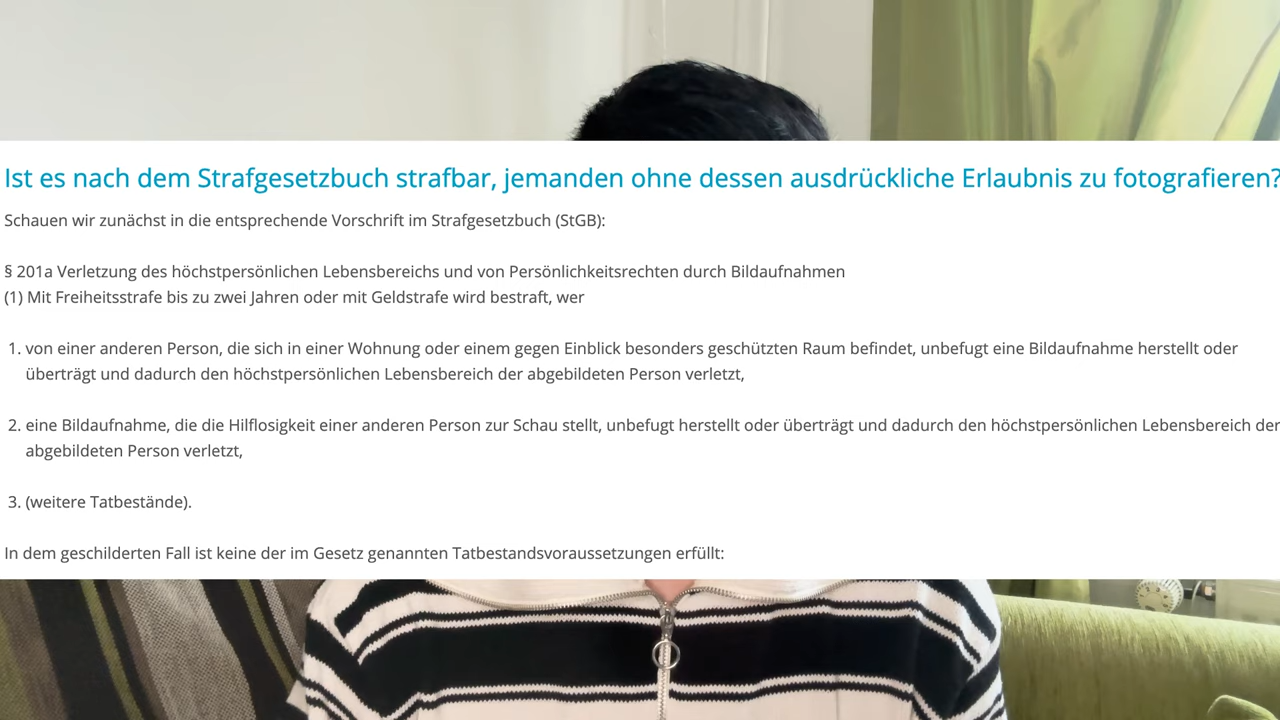 Ist es nach dem Strafgesetzbuch strafbar, jemanden ohne dessen ausdrückliche Erlaubnis zu fotografieren?
Schauen wir zunächst in die entsprechende Vorschrift im Strafgesetzbuch (StGB):
§ 201a Verletzung des höchstpersönlichen Lebensbereichs und von Persönlichkeitsrechten durch Bildaufnahmen
(1) Mit Freiheitsstrafe bis zu zwei Jahren oder mit Geldstrafe wird bestraft, wer
1. von einer anderen Person, die sich in einer Wohnung oder einem gegen Einblick besonders geschützten Raum befindet, unbefugt eine Bildaufnahme herstellt oder
überträgt und dadurch den höchstpersönlichen Lebensbereich der abgebildeten Person verletzt,
2. eine Bildaufnahme, die die Hilflosigkeit einer anderen Person zur Schau stellt, unbefugt herstellt oder überträgt und dadurch den höchstpersönlichen Lebensbereich der
abgebildeten Person verletzt,
3. (weitere Tatbestände).
In dem geschilderten Fall ist keine der im Gesetz genannten Tatbestandsvoraussetzungen erfüllt: